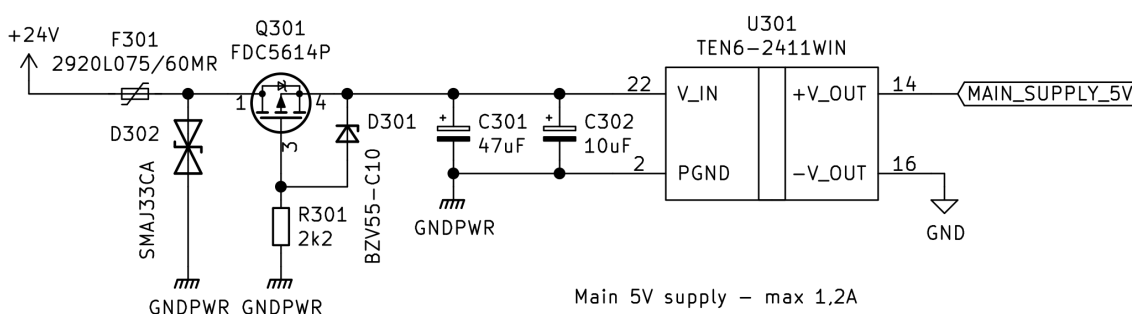 U301
TEN6-2411WIN
Q301
FDC5614P
+24V
F301
2920L075/60MR
1
4
3
22
V_IN
+V_OUT
14
MAIN_SUPPLY_5V
D302
SMAJ33CA
D301
BZV55-C10
+
C301
47uF
+
C302
10uF
2
PGND
-V_OUT
16
R301
2k2
GNDPWR
GND
GNDPWR
GNDPWR
Main 5V supply – max 1,2A